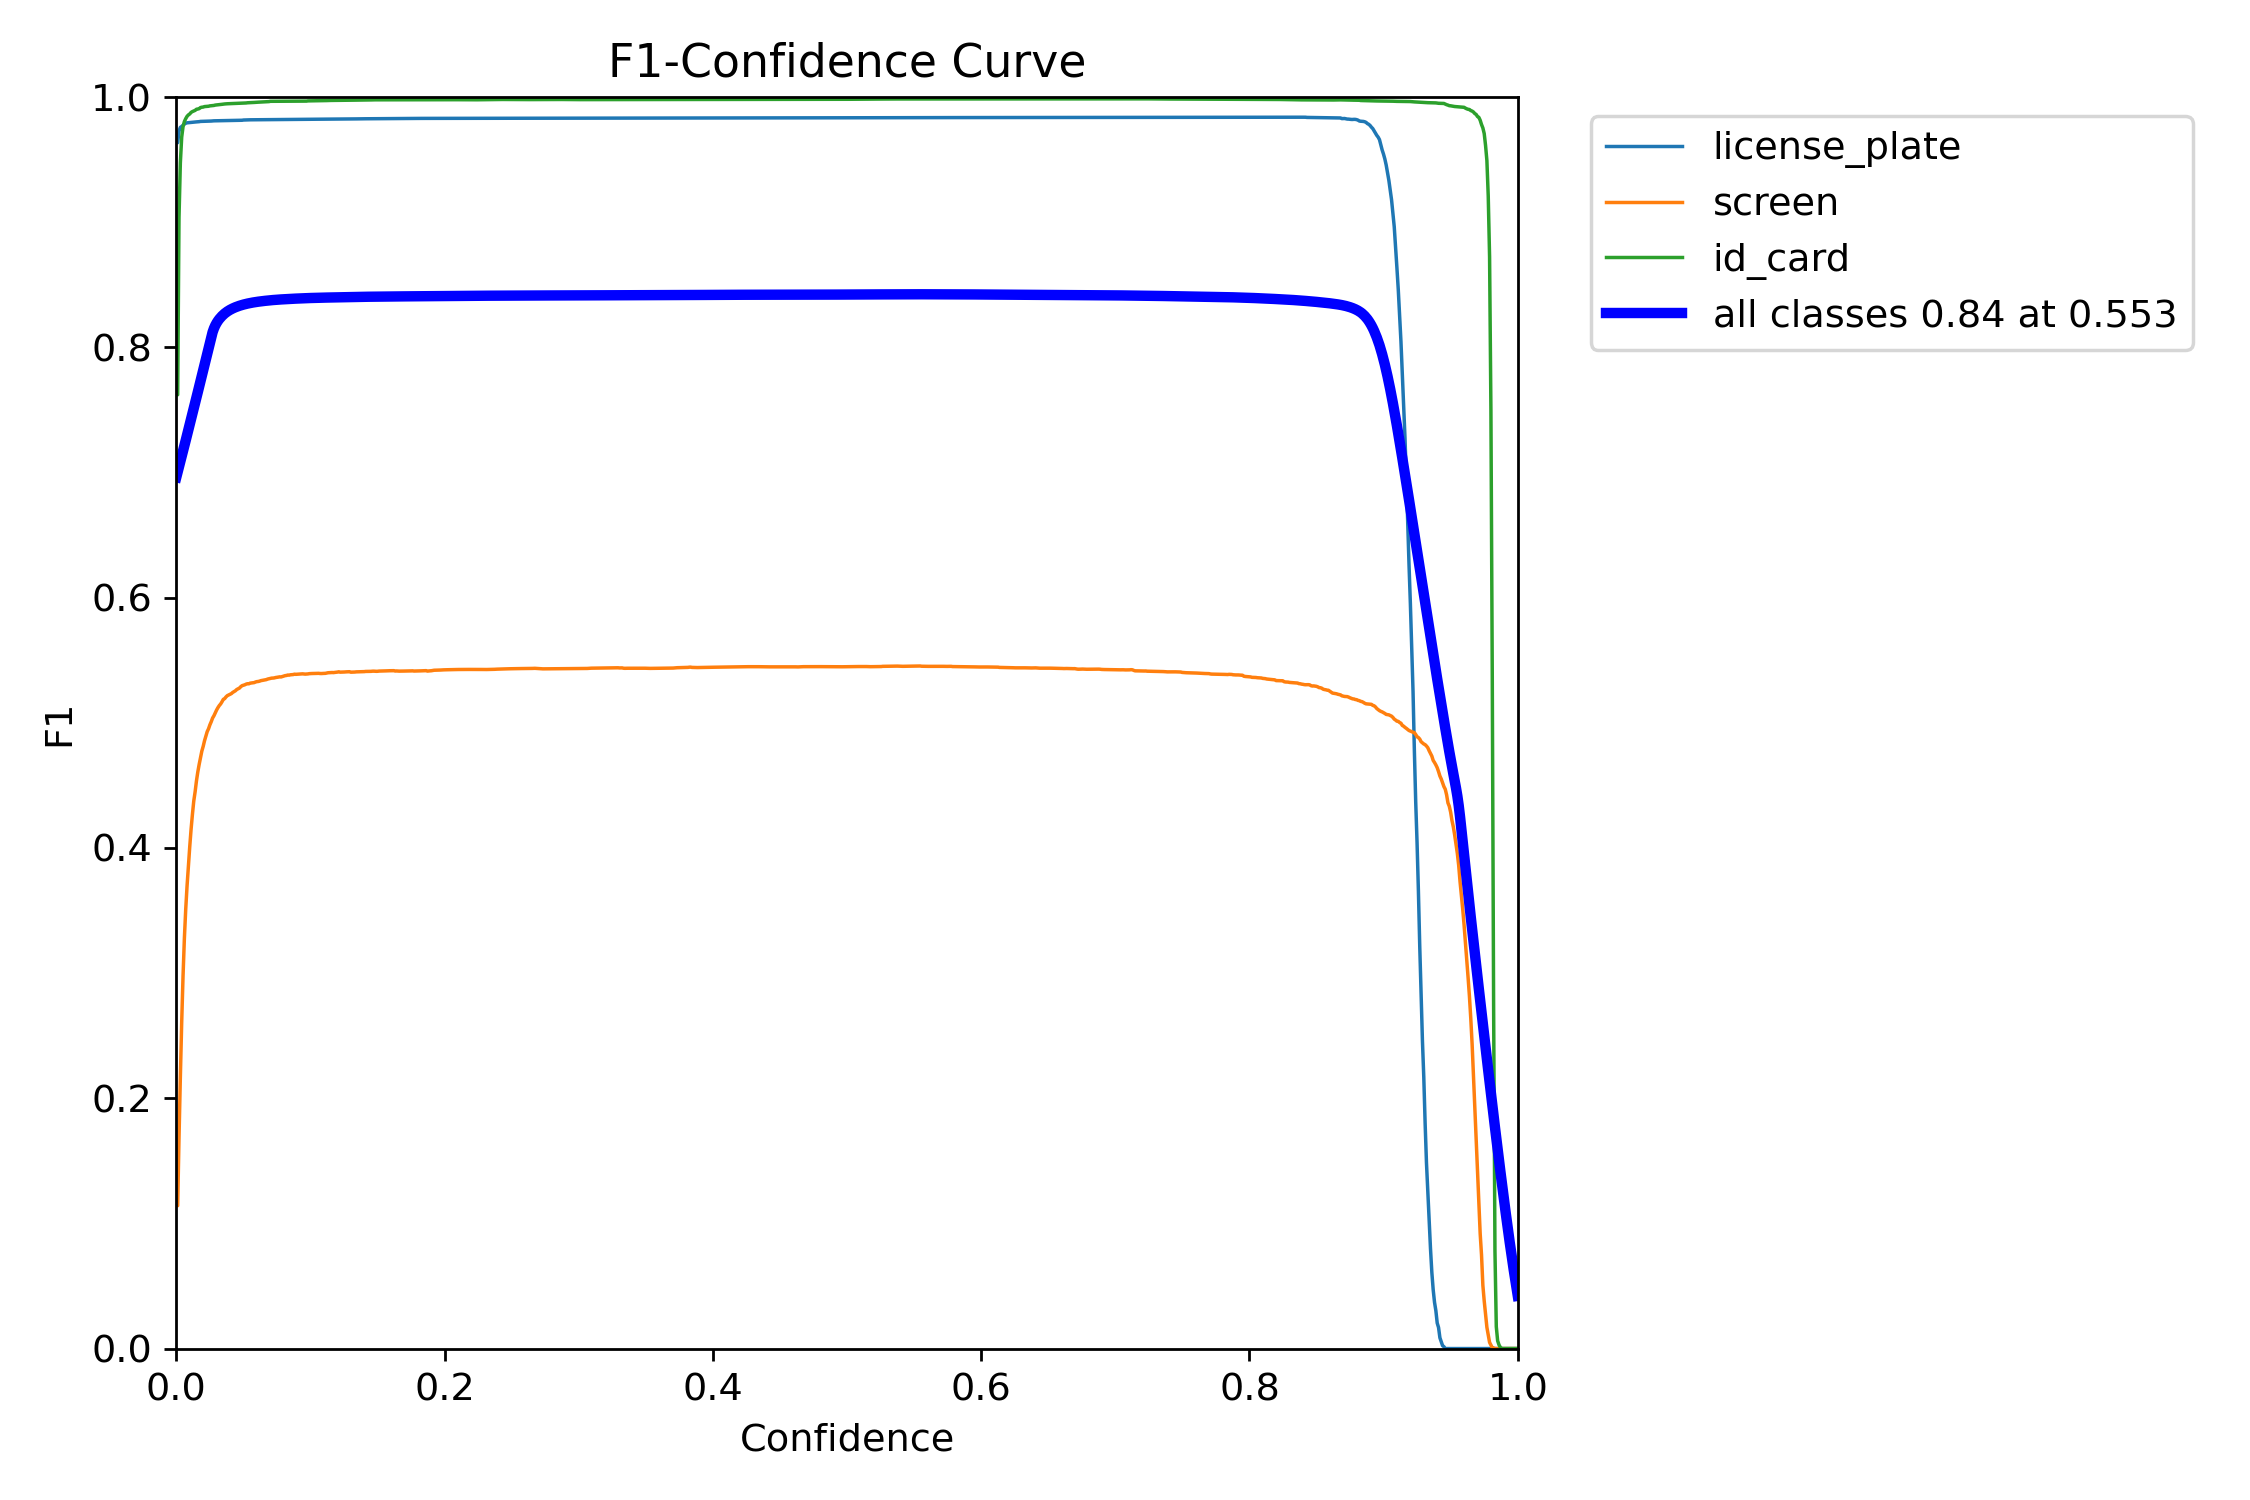 F1-Confidence Curve
1.0
0.8
0.6
0.4
0.2
0.0
F1
0.0 0.2 0.4 0.6 0.8 1.0
Confidence
license_plate
screen
id_card
all classes 0.84 at 0.553